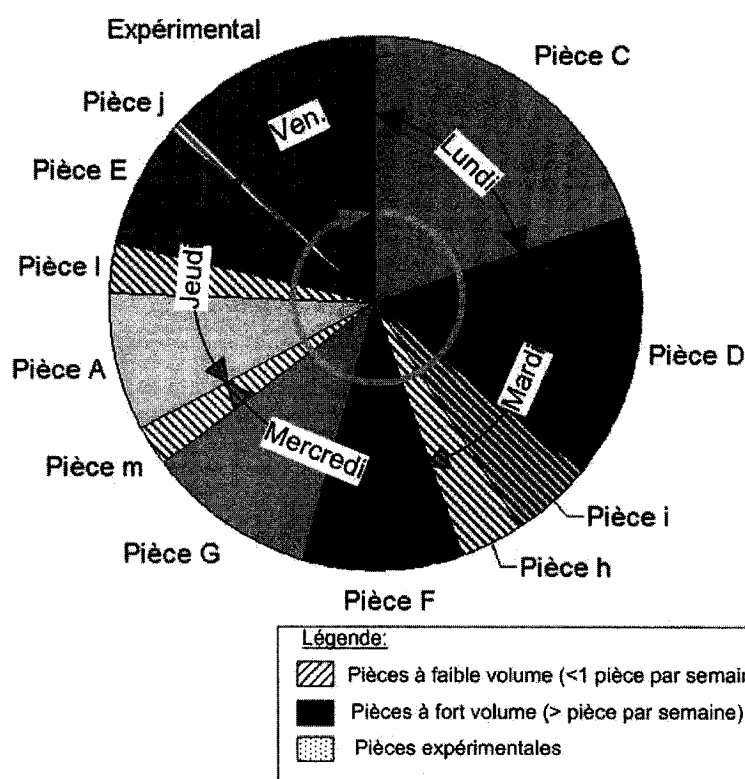 Expérimental
Pièce C
Pièce j
Ven.
Lundi
Pièce E
Pièce l
Jeudi
Pièce A
Pièce D
Mardi
Mercredi
Pièce m
Pièce i
Pièce G
Pièce h
Pièce F
Légende:
Pièces à faible volume (<1 pièce par semain
Pièces à fort volume (> pièce par semaine)
Pièces expérimentales